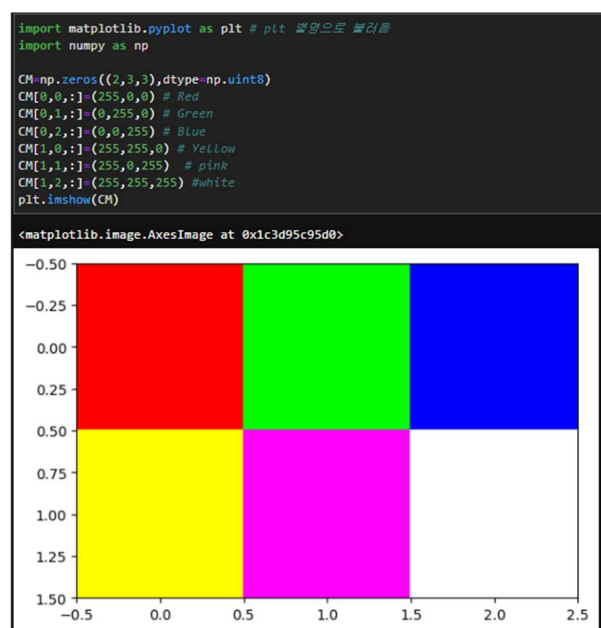 import matplotlib.pyplot as plt # plt 별명으로 불러옴
import numpy as np
CM=np.zeros((2,3,3),dtype=np.uint8)
CM[0,0,:]=(255,0,0) # Red
CM[0,1,:]=(0,255,0) # Green
CM[0,2,:]=(0,0,255) # Blue
CM[1,0,:]=(255,255,0) # Yellow
CM[1,1,:]=(255,0,255)  # pink
CM[1,2,:]=(255,255,255) #white
plt.imshow(CM)
<matplotlib.image.AxesImage at 0x1c3d95c95d0>
−0.50
−0.25
0.00
0.25
0.50
0.75
1.00
1.25
1.50
−0.5 0.0 0.5 1.0 1.5 2.0 2.5